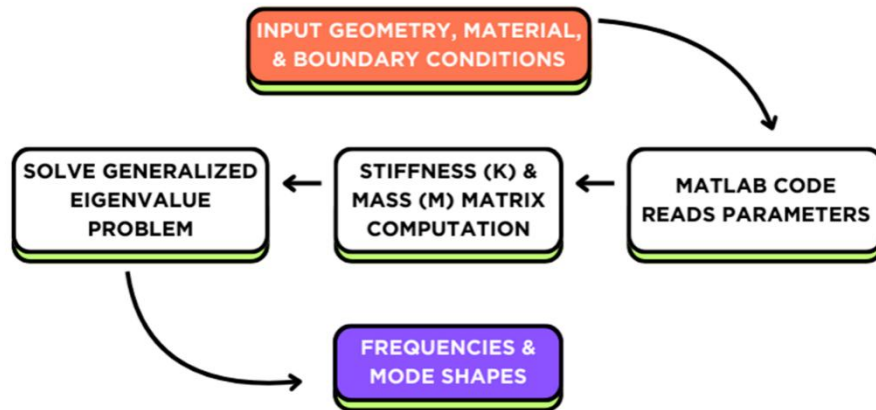 INPUT GEOMETRY, MATERIAL,
& BOUNDARY CONDITIONS
MATLAB CODE
READS PARAMETERS
STIFFNESS (K) &
MASS (M) MATRIX
COMPUTATION
SOLVE GENERALIZED
EIGENVALUE
PROBLEM
FREQUENCIES &
MODE SHAPES